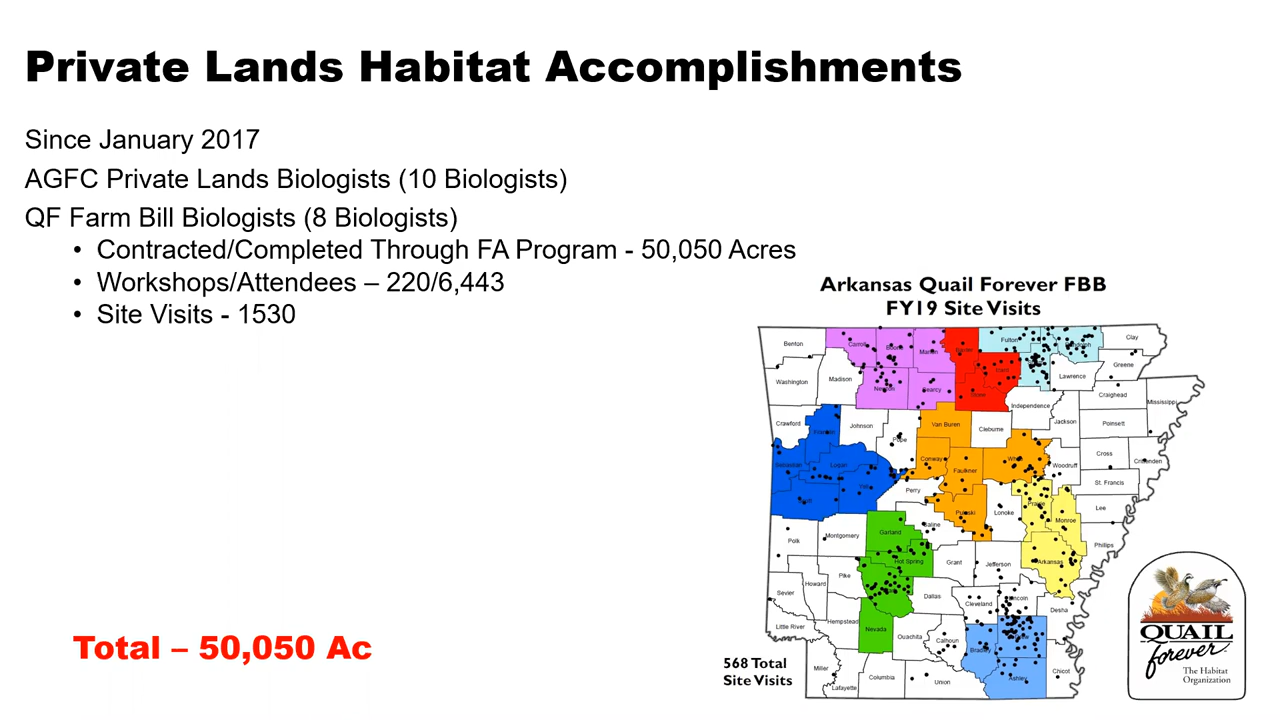 Private Lands Habitat Accomplishments
Since January 2017
AGFC Private Lands Biologists (10 Biologists)
QF Farm Bill Biologists (8 Biologists)
• Contracted/Completed Through FA Program - 50,050 Acres
• Workshops/Attendees – 220/6,443
• Site Visits - 1530
Arkansas Quail Forever FBB
FY19 Site Visits
Benton
Carroll
Boone
Marion
Fulton
Clay
Greene
Washington
Madison
Newton
Searcy
Stone
Lawrence
Independence
Craighead
Mississippi
Crawford
Franklin
Johnson
Pope
Van Buren
Cleburne
Jackson
Poinsett
Sebastian
Logan
Conway
Faulkner
White
Woodruff
Cross
Crittenden
St. Francis
Perry
Pulaski
Lonoke
Prairie
Monroe
Lee
Phillips
Polk
Montgomery
Garland
Saline
Hot Spring
Grant
Jefferson
Arkansas
Howard
Pike
Sevier
Dallas
Cleveland
Lincoln
Desha
Little River
Hempstead
Nevada
Ouachita
Calhoun
Bradley
Miller
Lafayette
Columbia
Union
Ashley
Chicot
Total – 50,050 Ac
568 Total
Site Visits
QUAIL
forever
The Habitat
Organization